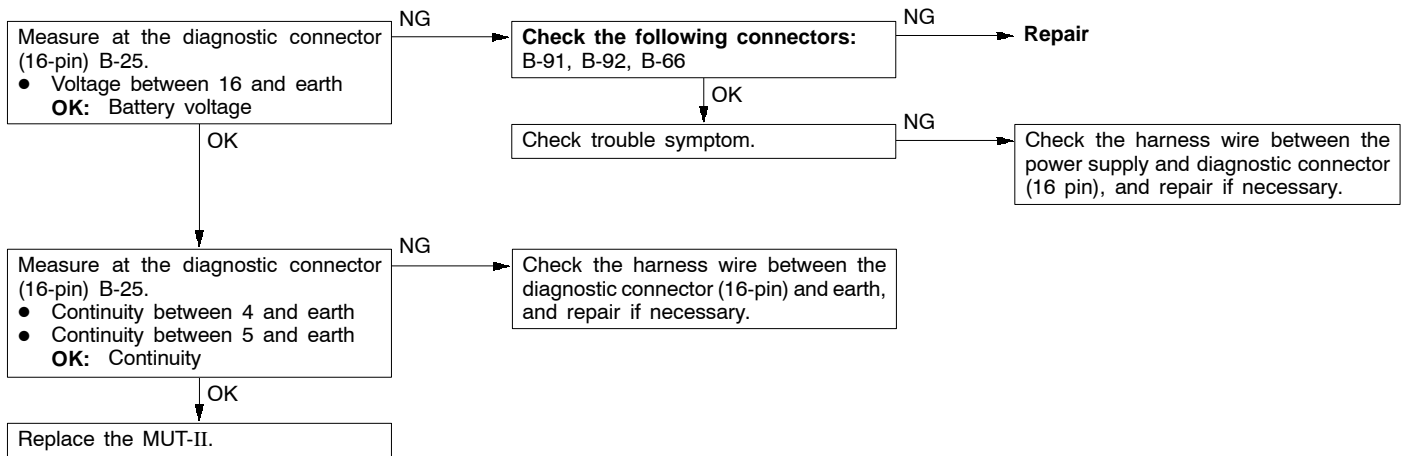 Measure at the diagnostic connector
(16-pin) B-25.
● Voltage between 16 and earth
OK: Battery voltage
NG
Check the following connectors:
B-91, B-92, B-66
NG
Repair
OK
Check trouble symptom.
NG
Check the harness wire between the
power supply and diagnostic connector
(16 pin), and repair if necessary.
OK
Measure at the diagnostic connector
(16-pin) B-25.
● Continuity between 4 and earth
● Continuity between 5 and earth
OK: Continuity
NG
Check the harness wire between the
diagnostic connector (16-pin) and earth,
and repair if necessary.
OK
Replace the MUT-II.